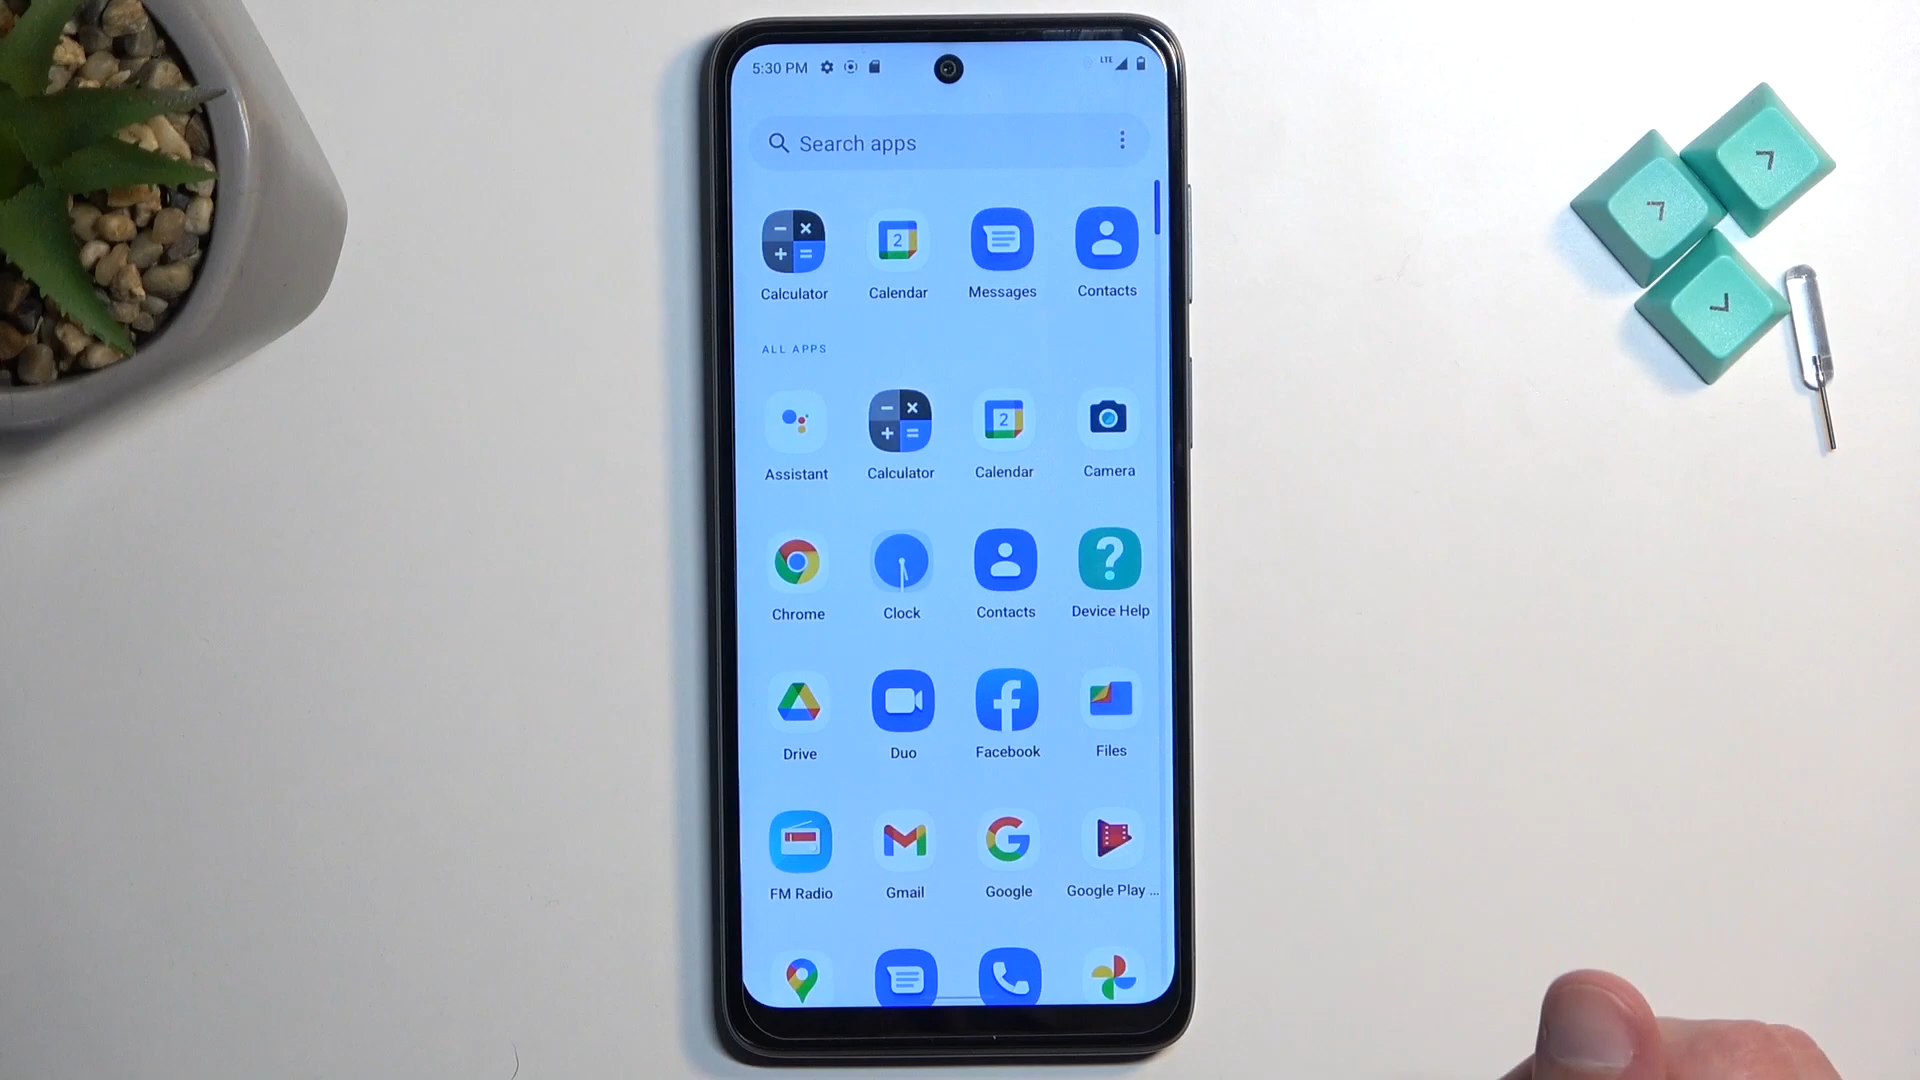 5:30 PM LTE
Search apps
Calculator Calendar Messages Contacts
ALL APPS
Assistant Calculator Calendar Camera
Chrome Clock Contacts Device Help
Drive Duo Facebook Files
FM Radio Gmail Google Google Play ...